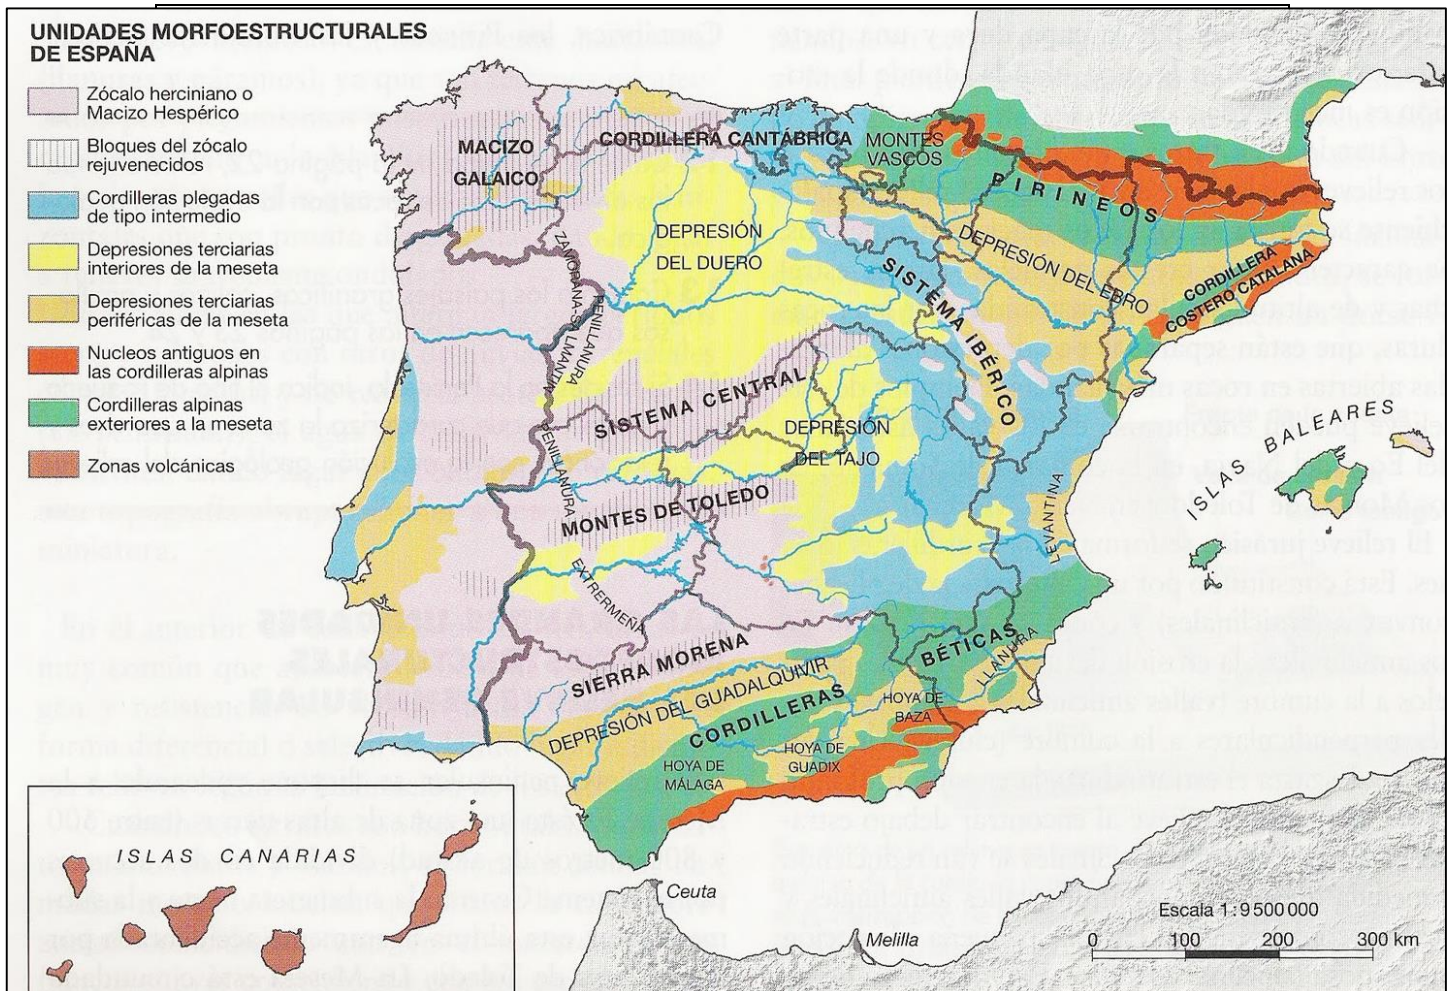 UNIDADES MORFOESTRUCTURALES
DE ESPAÑA
Zócalo herciniano o
Macizo Hespérico
Bloques del zócalo
rejuvenecidos
Cordilleras plegadas
de tipo intermedio
Depresiones terciarias
interiores de la meseta
Depresiones terciarias
periféricas de la meseta
Nucleos antiguos en
las cordilleras alpinas
Cordilleras alpinas
exteriores a la meseta
Zonas volcánicas
MACIZO
GALAICO
CORDILLERA CANTÁBRICA
MONTES
VASCOS
PIRINEOS
DEPRESIÓN
DEL DUERO
ZAMORANA-SALMANTINA
PENILLANURA
SISTEMA IBÉRICO
DEPRESIÓN DEL EBRO
CORDILLERA
COSTERO CATALANA
SISTEMA CENTRAL
DEPRESIÓN
DEL TAJO
PENILLANURA
EXTREMEÑA
MONTES DE TOLEDO
LEVANTINA
LLANURA
ISLAS BALEARES
SIERRA MORENA
DEPRESIÓN DEL GUADALQUIVIR
CORDILLERAS
BÉTICAS
HOYA DE
BAZA
HOYA DE
GUADIX
HOYA DE
MÁLAGA
ISLAS CANARIAS
Ceuta
Melilla
Escala 1:9 500 000
0 100 200 300 km